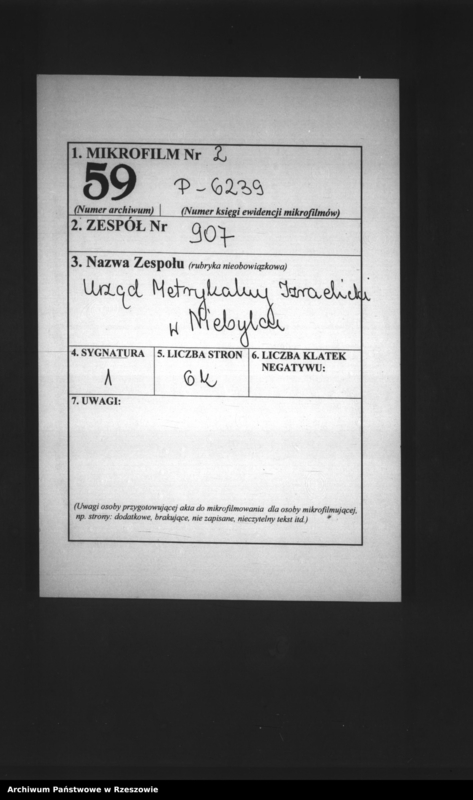 1. MIKROFILM Nr 2
59 P-6239
(Numer archiwum) (Numer księgi ewidencji mikrofilmów)
2. ZESPÓŁ Nr 907
3. Nazwa Zespołu (rubryka nieobowiązkowa)
Urząd Metrykalny Izraelicki
w Niebylcu
4. SYGNATURA 5. LICZBA STRON 6. LICZBA KLATEK
NEGATYWU:
1 6 k
7. UWAGI:
(Uwagi osoby przygotowującej akta do mikrofilmowania dla osoby mikrofilmującej,
np. strony: dodatkowe, brakujące, nie zapisane, nieczytelny tekst itd.)
Archiwum Państwowe w Rzeszowie